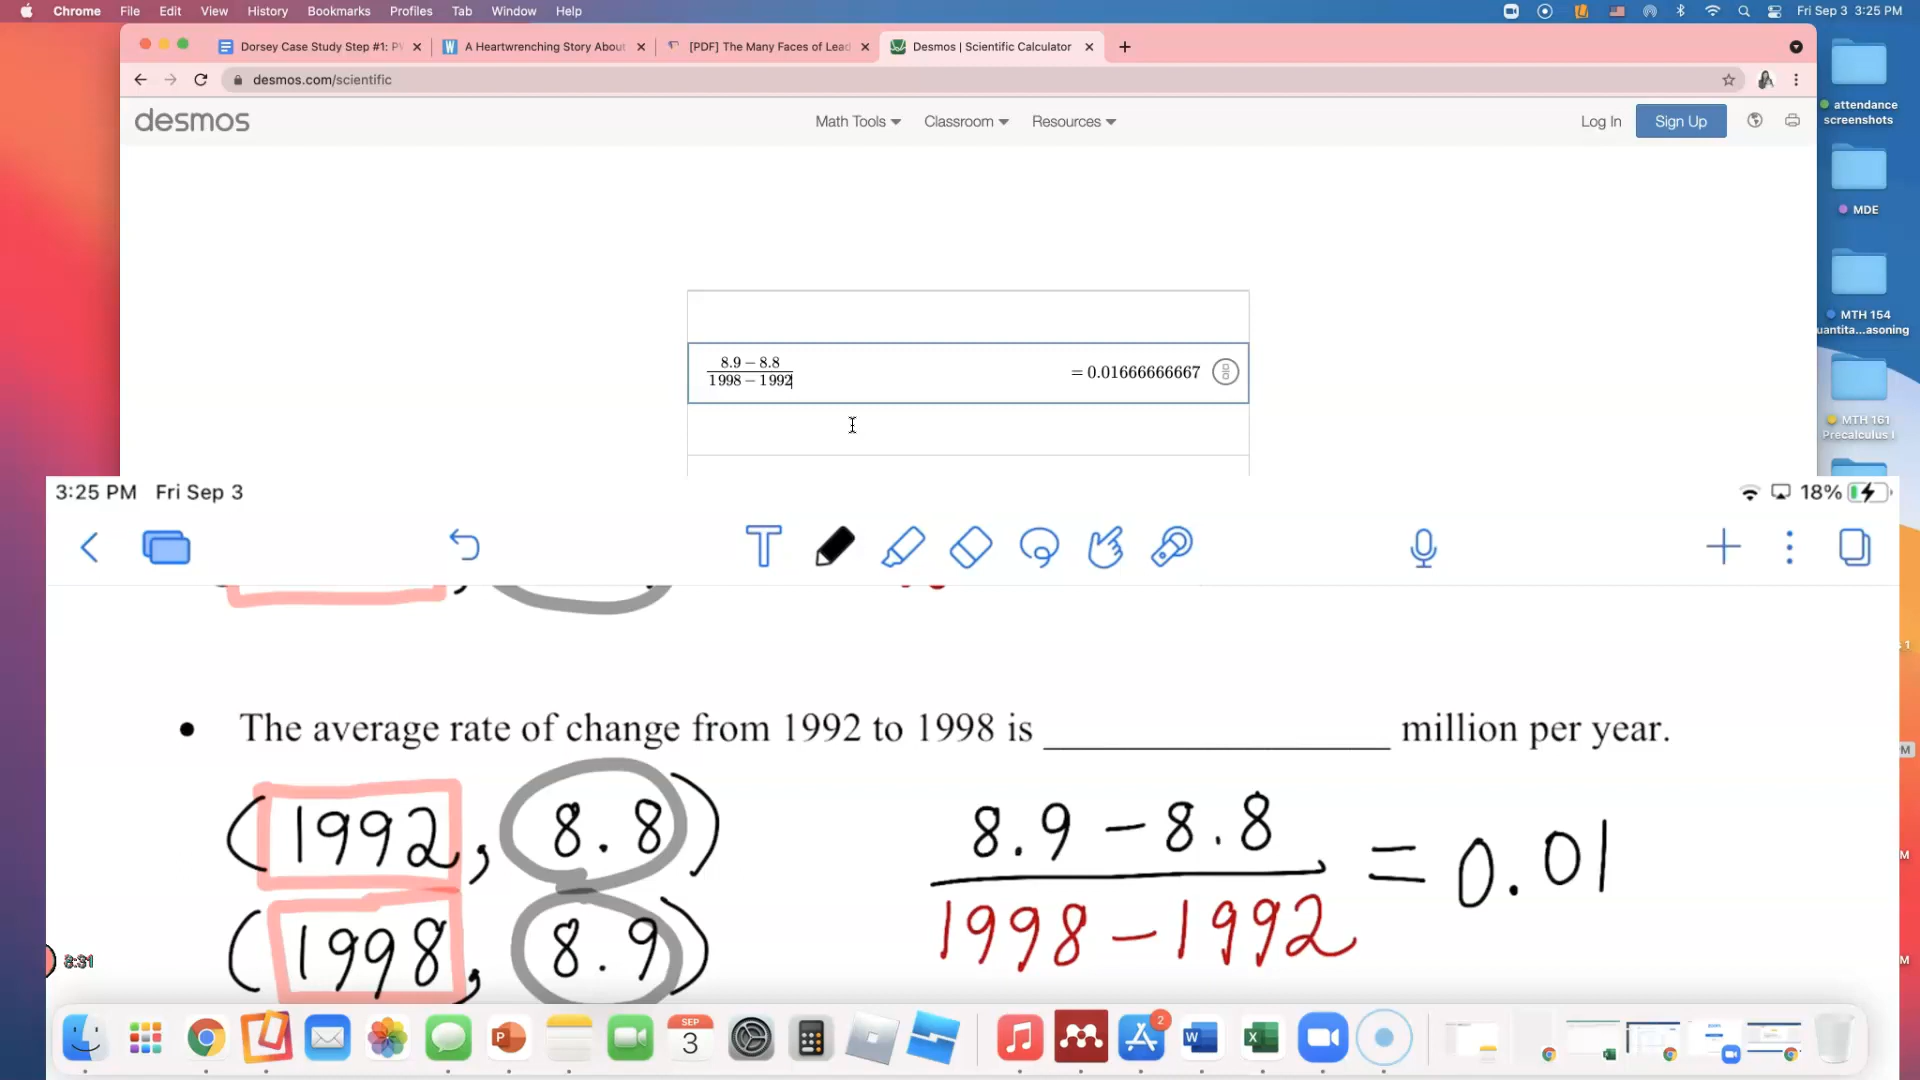 Chrome File Edit View History Bookmarks Profiles Tab Window Help Fri Sep 3 3:25 PM
Dorsey Case Study Step #1: P
A Heartwrenching Story About
[PDF] The Many Faces of Lead
Desmos | Scientific Calculator
desmos.com/scientific
desmos Math Tools Classroom Resources Log In Sign Up
attendance
screenshots
MDE
MTH 154
uantita...asoning
MTH 161
Precalculus I
8.9 − 8.8
1998 − 1992
= 0.01666666667
3:25 PM Fri Sep 3 18%
• The average rate of change from 1992 to 1998 is ____________ million per year.
(1992, 8.8)
(1998, 8.9)
8.9 − 8.8
1998 − 1992
= 0.01
8:31
SEP
3
2